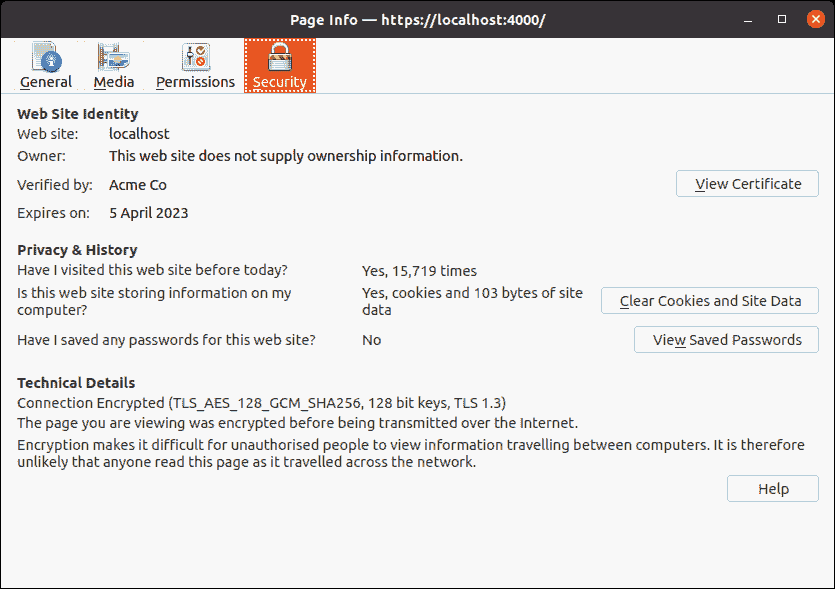 Page Info — https://localhost:4000/
General Media Permissions Security
Web Site Identity
Web site: localhost
Owner: This web site does not supply ownership information.
Verified by: Acme Co View Certificate
Expires on: 5 April 2023
Privacy & History
Have I visited this web site before today? Yes, 15,719 times
Is this web site storing information on my computer? Yes, cookies and 103 bytes of site data Clear Cookies and Site Data
Have I saved any passwords for this web site? No View Saved Passwords
Technical Details
Connection Encrypted (TLS_AES_128_GCM_SHA256, 128 bit keys, TLS 1.3)
The page you are viewing was encrypted before being transmitted over the Internet.
Encryption makes it difficult for unauthorised people to view information travelling between computers. It is therefore
unlikely that anyone read this page as it travelled across the network.
Help